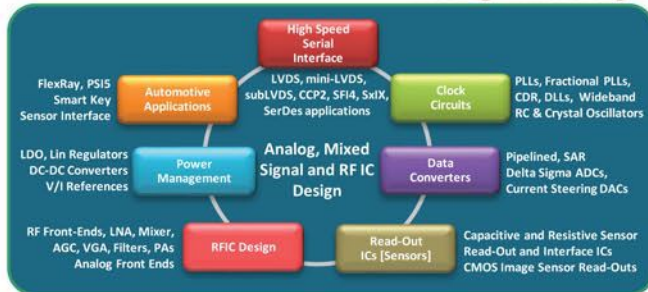 High Speed
Serial
Interface
FlexRay, PSI5
Smart Key
Sensor Interface
Automotive
Applications
LVDS, mini-LVDS,
subLVDS, CCP2, SFI4, SxIX,
SerDes applications
Clock
Circuits
PLLs, Fractional PLLs,
CDR, DLLs, Wideband
RC & Crystal Oscillators
LDO, Lin Regulators
DC-DC Converters
V/I References
Power
Management
Analog, Mixed
Signal and RF IC
Design
Data
Converters
Pipelined, SAR
Delta Sigma ADCs,
Current Steering DACs
RF Front-Ends, LNA, Mixer,
AGC, VGA, Filters, PAs
Analog Front Ends
RFIC Design
Read-Out
ICs [Sensors]
Capacitive and Resistive Sensor
Read-Out and Interface ICs
CMOS Image Sensor Read-Outs